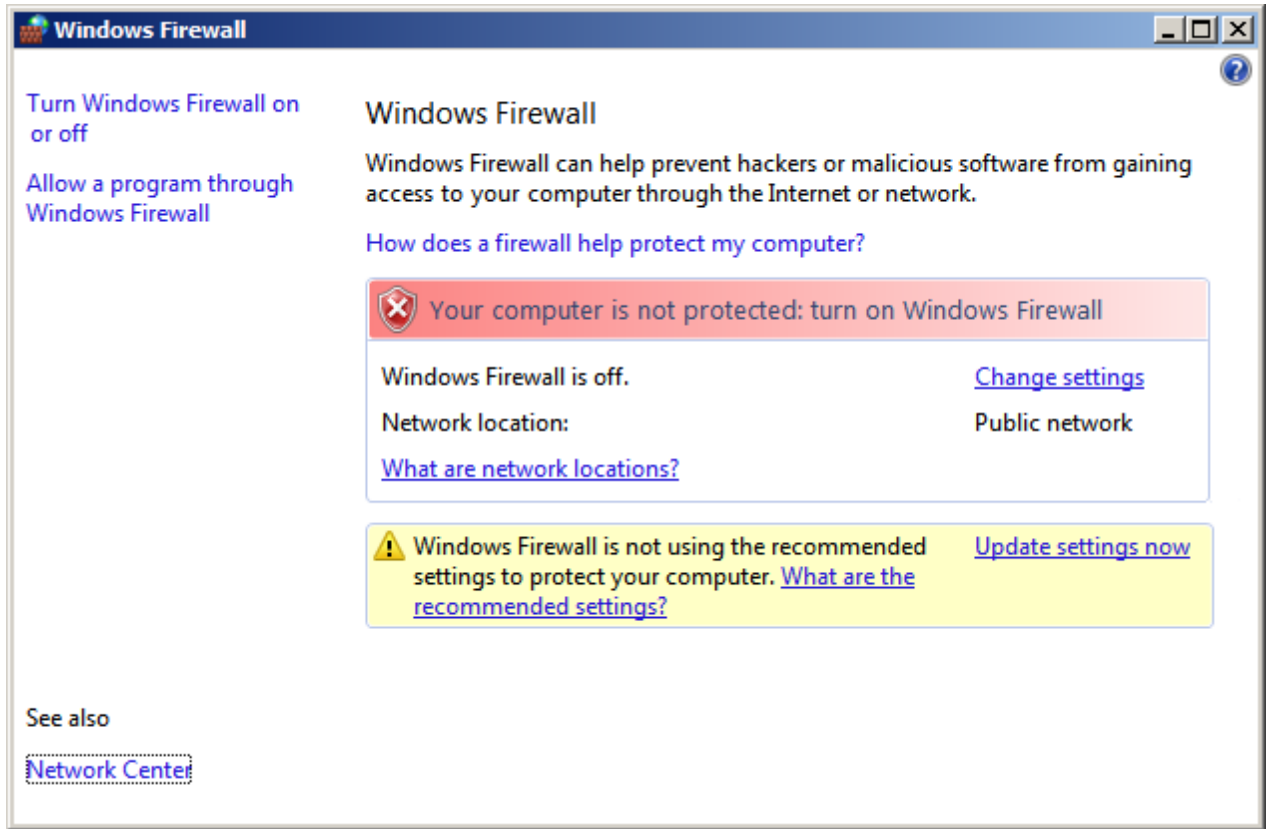 Windows Firewall
Turn Windows Firewall on
or off
Allow a program through
Windows Firewall
See also
Network Center
Windows Firewall
Windows Firewall can help prevent hackers or malicious software from gaining
access to your computer through the Internet or network.
How does a firewall help protect my computer?
Your computer is not protected: turn on Windows Firewall
Windows Firewall is off. Change settings
Network location: Public network
What are network locations?
Windows Firewall is not using the recommended Update settings now
settings to protect your computer. What are the
recommended settings?